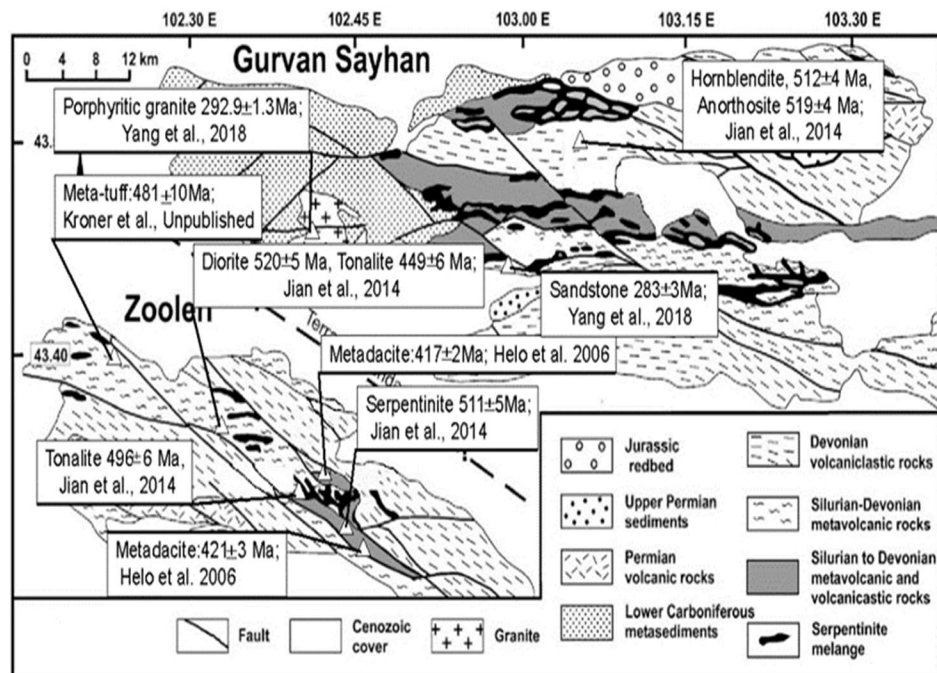 102.30 E 102.45 E 103.00 E 103.15 E 103.30 E
0 4 8 12 km
Gurvan Sayhan
Porphyritic granite 292.9±1.3Ma;
Yang et al., 2018
Hornblendite, 512±4 Ma,
Anorthosite 519±4 Ma;
Jian et al., 2014
43.
Meta-tuff:481±10Ma;
Kroner et al., Unpublished
Diorite 520±5 Ma, Tonalite 449±6 Ma;
Jian et al., 2014
Sandstone 283±3Ma;
Yang et al., 2018
Zoolen
Terr
43.40
Metadacite:417±2Ma; Helo et al. 2006
Serpentinite 511±5Ma;
Jian et al., 2014
Tonalite 496±6 Ma,
Jian et al., 2014
Metadacite:421±3 Ma;
Helo et al. 2006
Jurassic
redbed
Upper Permian
sediments
Permian
volcanic rocks
Lower Carboniferous
metasediments
Devonian
volcaniclastic rocks
Silurian-Devonian
metavolcanic rocks
Silurian to Devonian
metavolcanic and
volcanicastic rocks
Serpentinite
melange
Fault
Cenozoic
cover
Granite